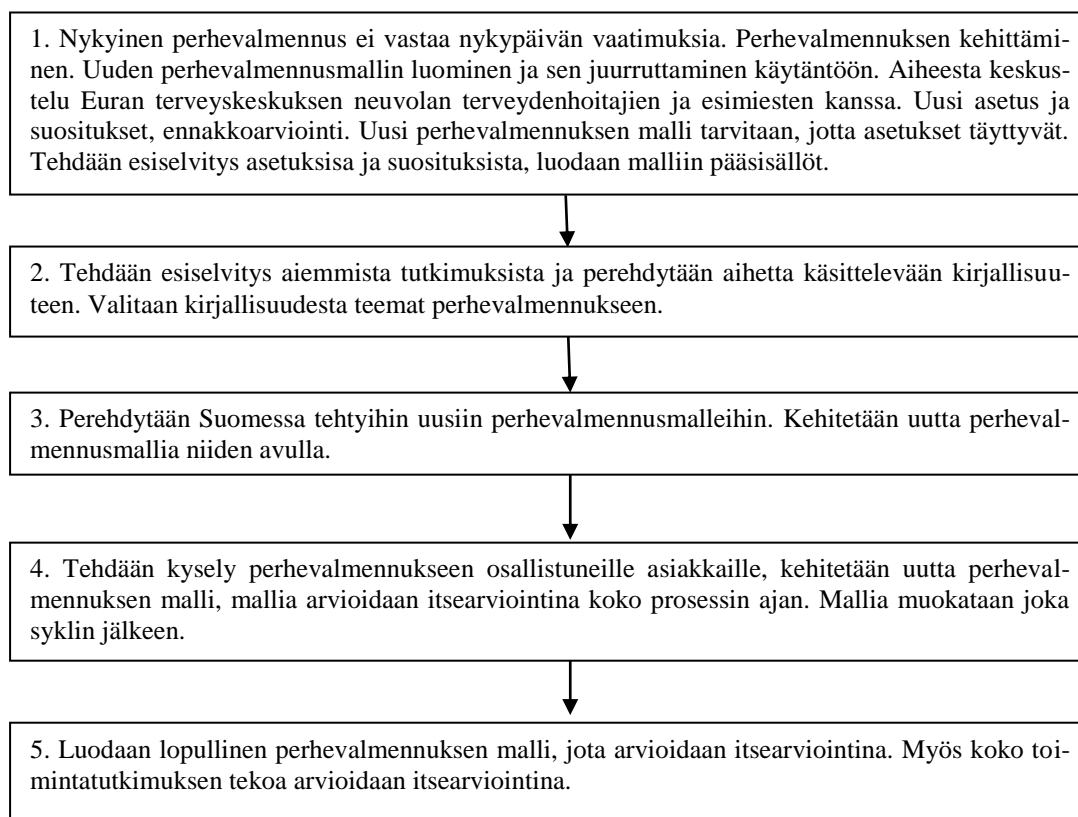 1. Nykyinen perhevalmennus ei vastaa nykypäivän vaatimuksia. Perhevalmennuksen kehittämi-
nen. Uuden perhevalmennusmallin luominen ja sen juurruttaminen käytäntöön. Aiheesta keskus-
telu Euran terveyskeskuksen neuvolan terveydenhoitajien ja esimiesten kanssa. Uusi asetus ja
suositukset, ennakkoarviointi. Uusi perhevalmennuksen malli tarvitaan, jotta asetukset täyttyvät.
Tehdään esiselvitys asetuksisa ja suosituksista, luodaan malliin pääsisällöt.
2. Tehdään esiselvitys aiemmista tutkimuksista ja perehdytään aihetta käsittelevään kirjallisuu-
teen. Valitaan kirjallisuudesta teemat perhevalmennukseen.
3. Perehdytään Suomessa tehtyihin uusiin perhevalmennusmalleihin. Kehitetään uutta perheval-
mennusmallia niiden avulla.
4. Tehdään kysely perhevalmennukseen osallistuneille asiakkaille, kehitetään uutta perheval-
mennuksen malli, mallia arvioidaan itsearviointina koko prosessin ajan. Mallia muokataan joka
syklin jälkeen.
5. Luodaan lopullinen perhevalmennuksen malli, jota arvioidaan itsearviointina. Myös koko toi-
mintatutkimuksen tekoa arvioidaan itsearviointina.